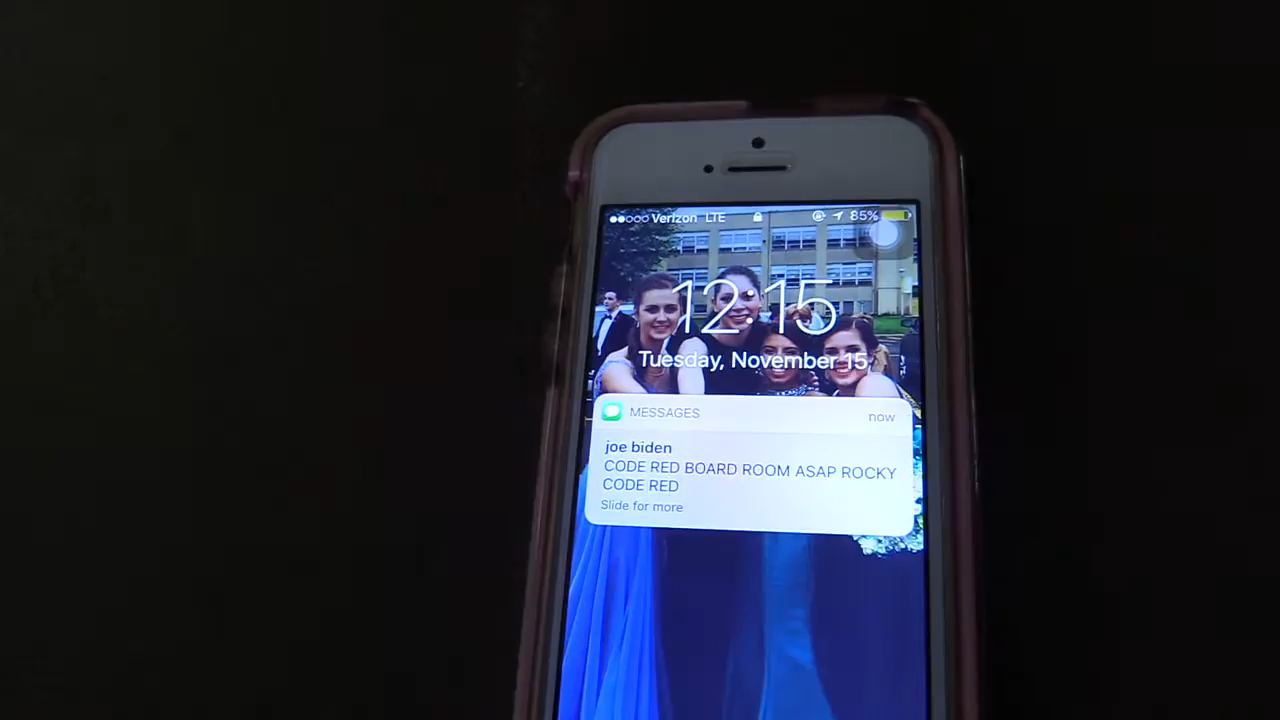 Verizon LTE 85%
12:15
Tuesday, November 15
MESSAGES now
joe biden
CODE RED BOARD ROOM ASAP ROCKY
CODE RED
Slide for more